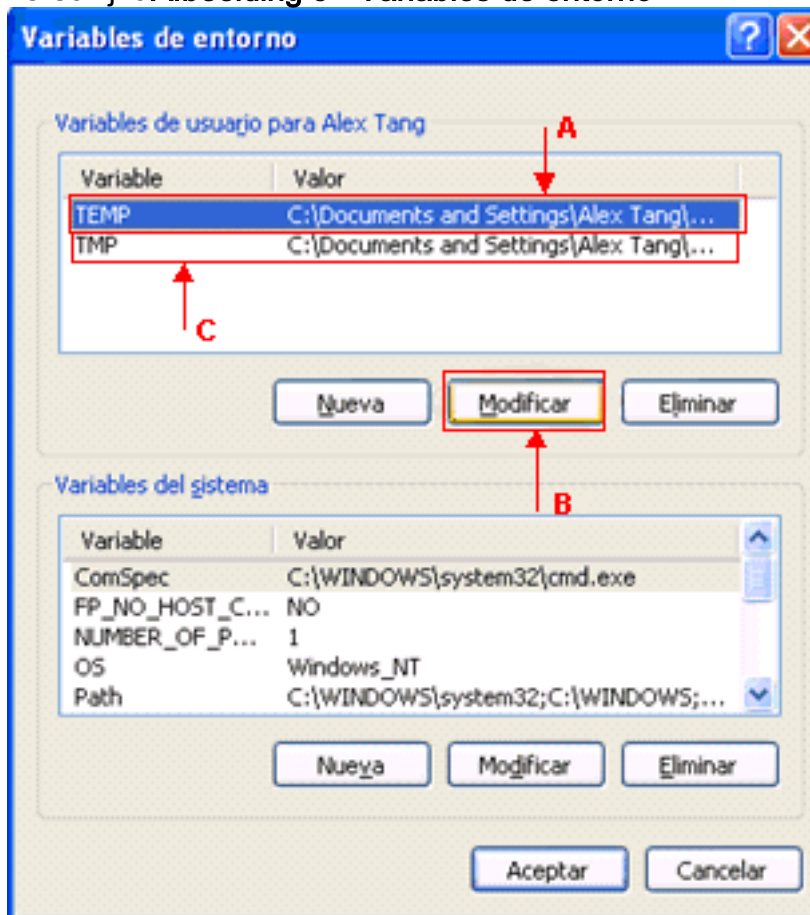 Variables de entorno
Variables de usuario para Alex Tang
A
Variable Valor
TEMP C:\Documents and Settings\Alex Tang\...
TMP C:\Documents and Settings\Alex Tang\...
C
Nueva Modificar Eliminar
B
Variables del sistema
Variable Valor
ComSpec C:\WINDOWS\system32\cmd.exe
FP_NO_HOST_C... NO
NUMBER_OF_P... 1
OS Windows_NT
Path C:\WINDOWS\system32;C:\WINDOWS;...
Nueva Modificar Eliminar
Aceptar Cancelar